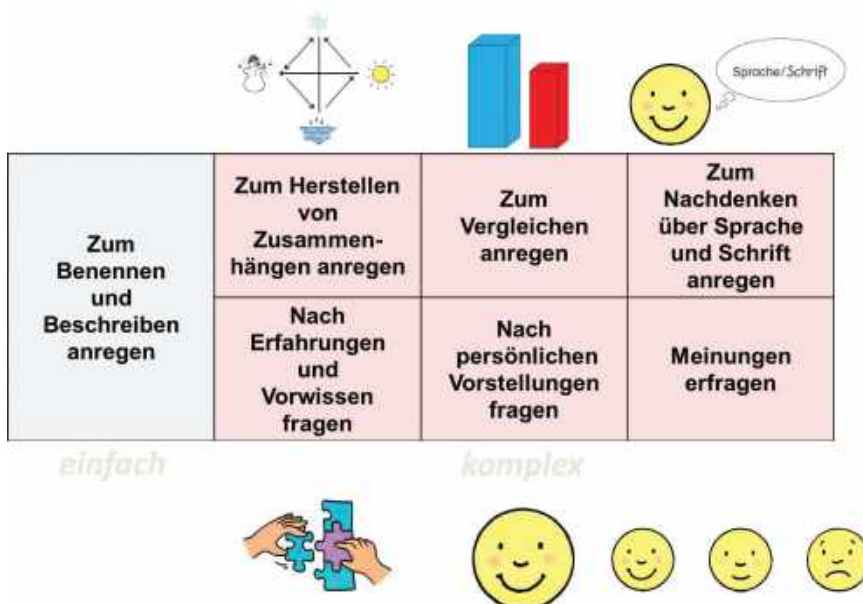 Sprache/Schrift
Zum
Benennen
und
Beschreiben
anregen
Zum Herstellen
von
Zusammen-
hängen anregen
Zum
Vergleichen
anregen
Zum
Nachdenken
über Sprache
und Schrift
anregen
Nach
Erfahrungen
und
Vorwissen
fragen
Nach
persönlichen
Vorstellungen
fragen
Meinungen
erfragen
einfach
komplex